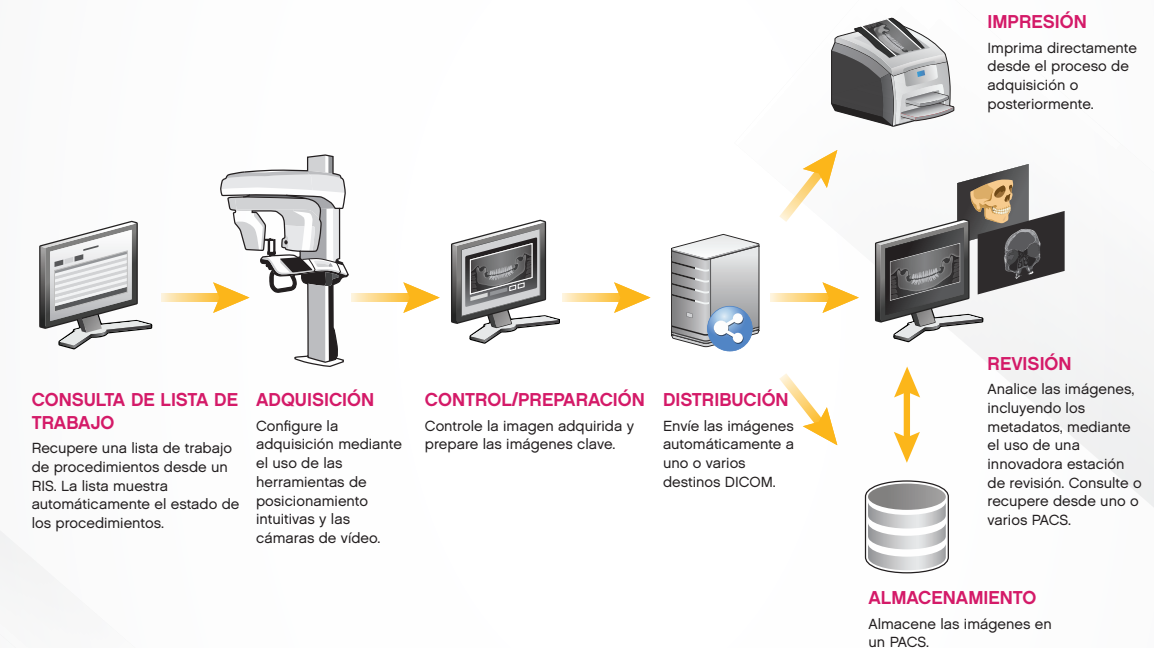 IMPRESIÓN
Imprima directamente
desde el proceso de
adquisición o
posteriormente.
CONSULTA DE LISTA DE
TRABAJO
Recupere una lista de trabajo
de procedimientos desde un
RIS. La lista muestra
automáticamente el estado de
los procedimientos.
ADQUISICIÓN
Configure la
adquisición mediante
el uso de las
herramientas de
posicionamiento
intuitivas y las
cámaras de vídeo.
CONTROL/PREPARACIÓN
Controle la imagen adquirida y
prepare las imágenes clave.
DISTRIBUCIÓN
Envíe las imágenes
automáticamente a
uno o varios
destinos DICOM.
REVISIÓN
Analice las imágenes,
incluyendo los
metadatos, mediante
el uso de una
innovadora estación
de revisión. Consulte o
recupere desde uno o
varios PACS.
ALMACENAMIENTO
Almacene las imágenes en
un PACS.